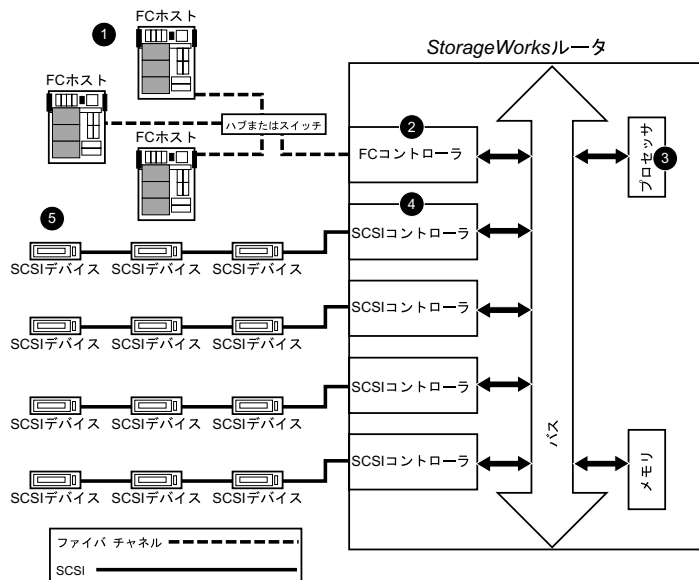 1
FCホスト
StorageWorksルータ
FCホスト
ハブまたはスイッチ
FCホスト
2
FCコントローラ
プロセッサ
3
4
SCSIコントローラ
5
SCSIデバイス SCSIデバイス SCSIデバイス
SCSIコントローラ
SCSIデバイス SCSIデバイス SCSIデバイス
SCSIコントローラ
SCSIデバイス SCSIデバイス SCSIデバイス
SCSIコントローラ
SCSIデバイス SCSIデバイス SCSIデバイス
バス
メモリ
ファイバ チャネル
SCSI